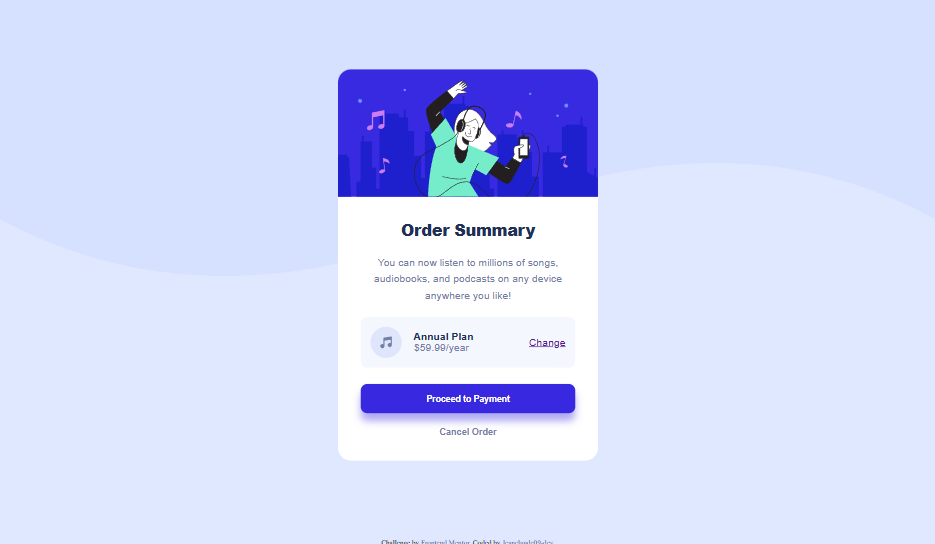 Order Summary
You can now listen to millions of songs,
audiobooks, and podcasts on any device
anywhere you like!
Annual Plan
$59.99/year
Change
Proceed to Payment
Cancel Order
Challenge by Frontend Mentor. Coded by